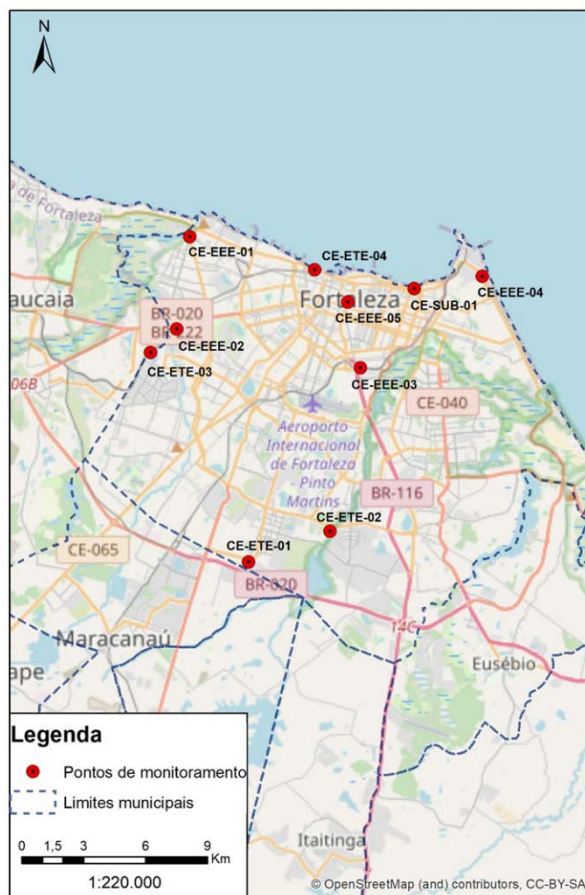 N
de Fortaleza
CE-EEE-01
CE-ETE-04
aucaia
Fortaleza
CE-SUB-01
CE-EEE-04
BR-020
BR-222
CE-EEE-05
CE-EEE-02
CE-ETE-03
CE-EEE-03
06B
CE-040
Aeroporto
Internacional
de Fortaleza
- Pinto
Martins
BR-116
CE-ETE-02
CE-065
CE-ETE-01
BR-020
14C
Maracanaú
ape
Eusébio
Legenda
Pontos de monitoramento
Limites municipais
0 1,5 3 6 9
Km
1:220.000
Itaitinga
© OpenStreetMap (and) contributors, CC-BY-SA